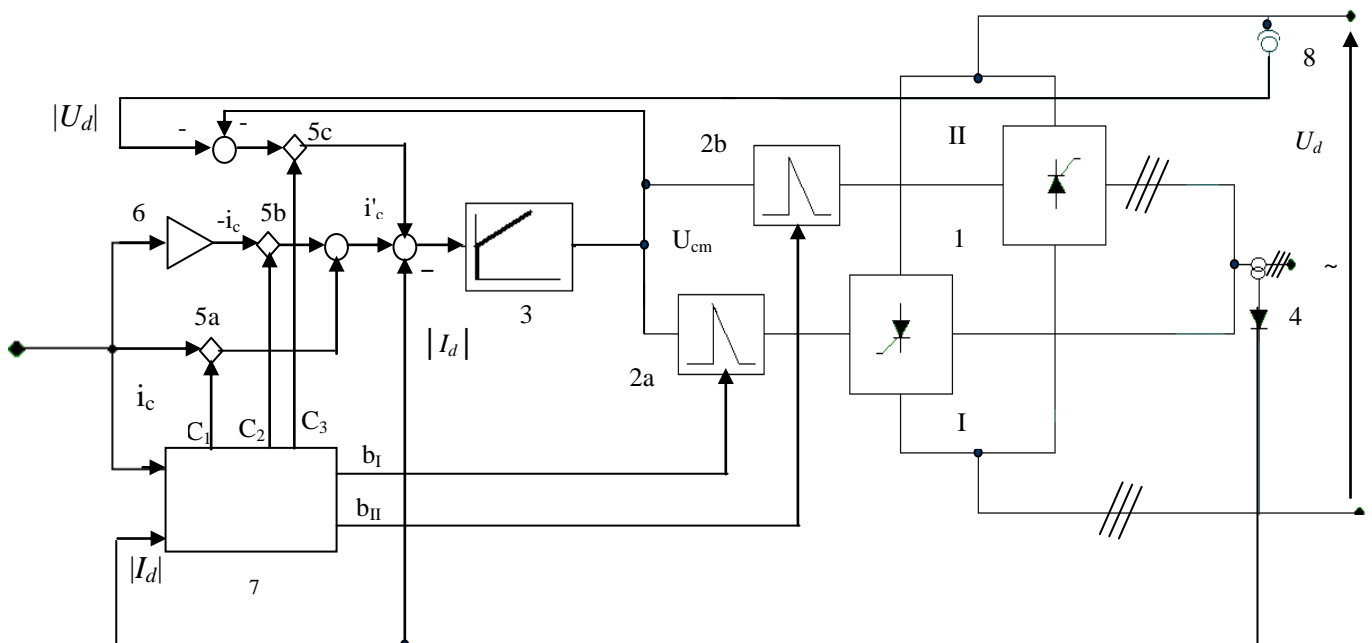 8
|U_d|
-
-
5c
II
2b
U_d
6
-i_c
5b
i'_c
U_cm
1
~
5a
3
4
–
|I_d|
2a
i_c
C_1
C_2
C_3
I
b_I
b_II
|I_d|
7